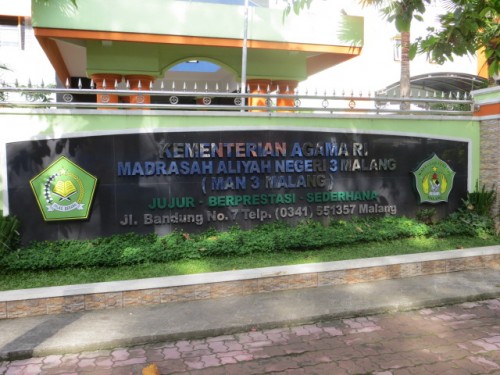 KEMENTERIAN AGAMA RI
MADRASAH ALIYAH NEGERI 3 MALANG
( MAN 3 MALANG )
JUJUR - BERPRESTASI - SEDERHANA
Jl. Bandung No. 7 Telp. (0341) 551357 Malang